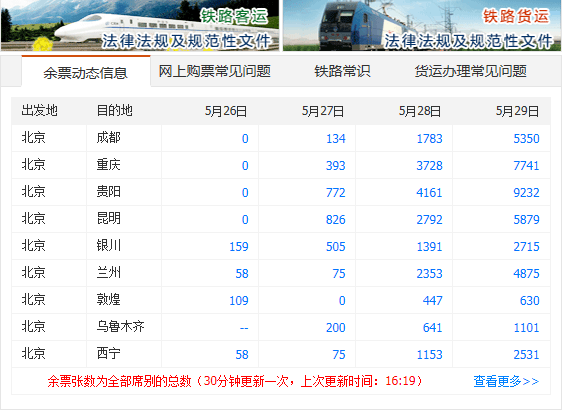 铁路客运
法律法规及规范性文件
铁路货运
法律法规及规范性文件
余票动态信息 网上购票常见问题 铁路常识 货运办理常见问题
出发地 目的地 5月26日 5月27日 5月28日 5月29日
北京 成都 0 134 1783 5350
北京 重庆 0 393 3728 7741
北京 贵阳 0 772 4161 9232
北京 昆明 0 826 2792 5879
北京 银川 159 505 1391 2715
北京 兰州 58 75 2353 4875
北京 敦煌 109 0 447 630
北京 乌鲁木齐 -- 200 641 1101
北京 西宁 58 75 1153 2531
余票张数为全部席别的总数（30分钟更新一次，上次更新时间：16:19） 查看更多>>